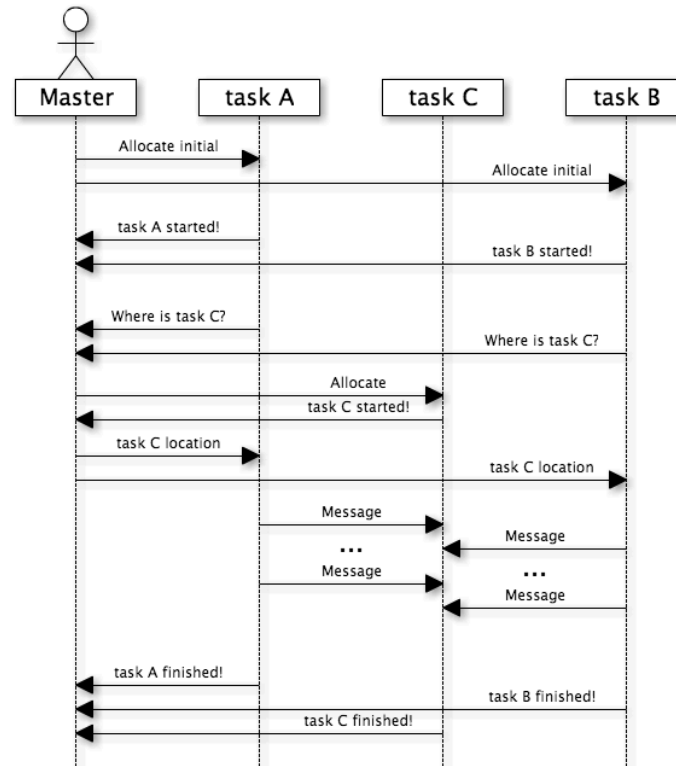 Master
task A
task C
task B
Allocate initial
Allocate initial
task A started!
task B started!
Where is task C?
Where is task C?
Allocate
task C started!
task C location
task C location
Message
Message
...
...
Message
Message
task A finished!
task B finished!
task C finished!